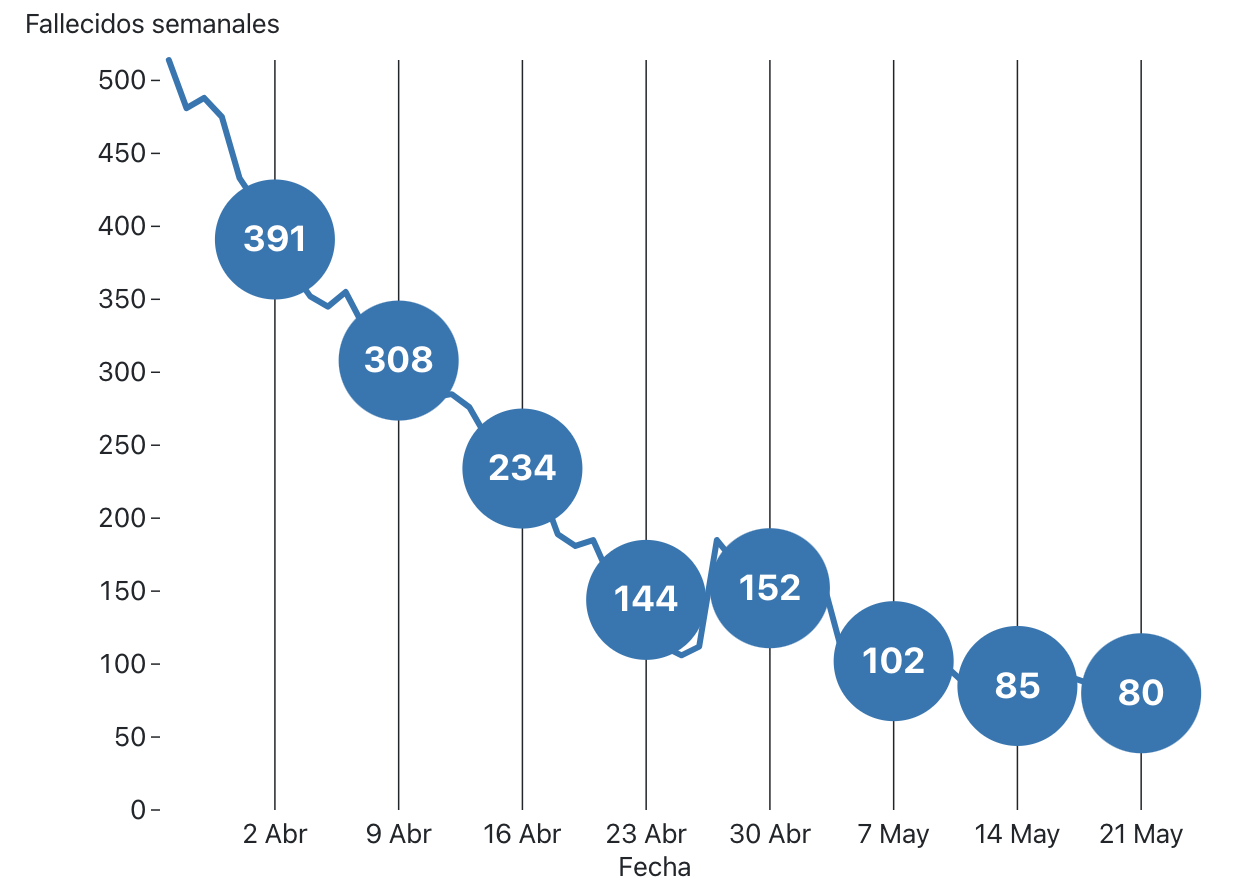 Fallecidos semanales
500
450
400
350
300
250
200
150
100
50
0
391
308
234
144
152
102
85
80
2 Abr
9 Abr
16 Abr
23 Abr
30 Abr
7 May
14 May
21 May
Fecha